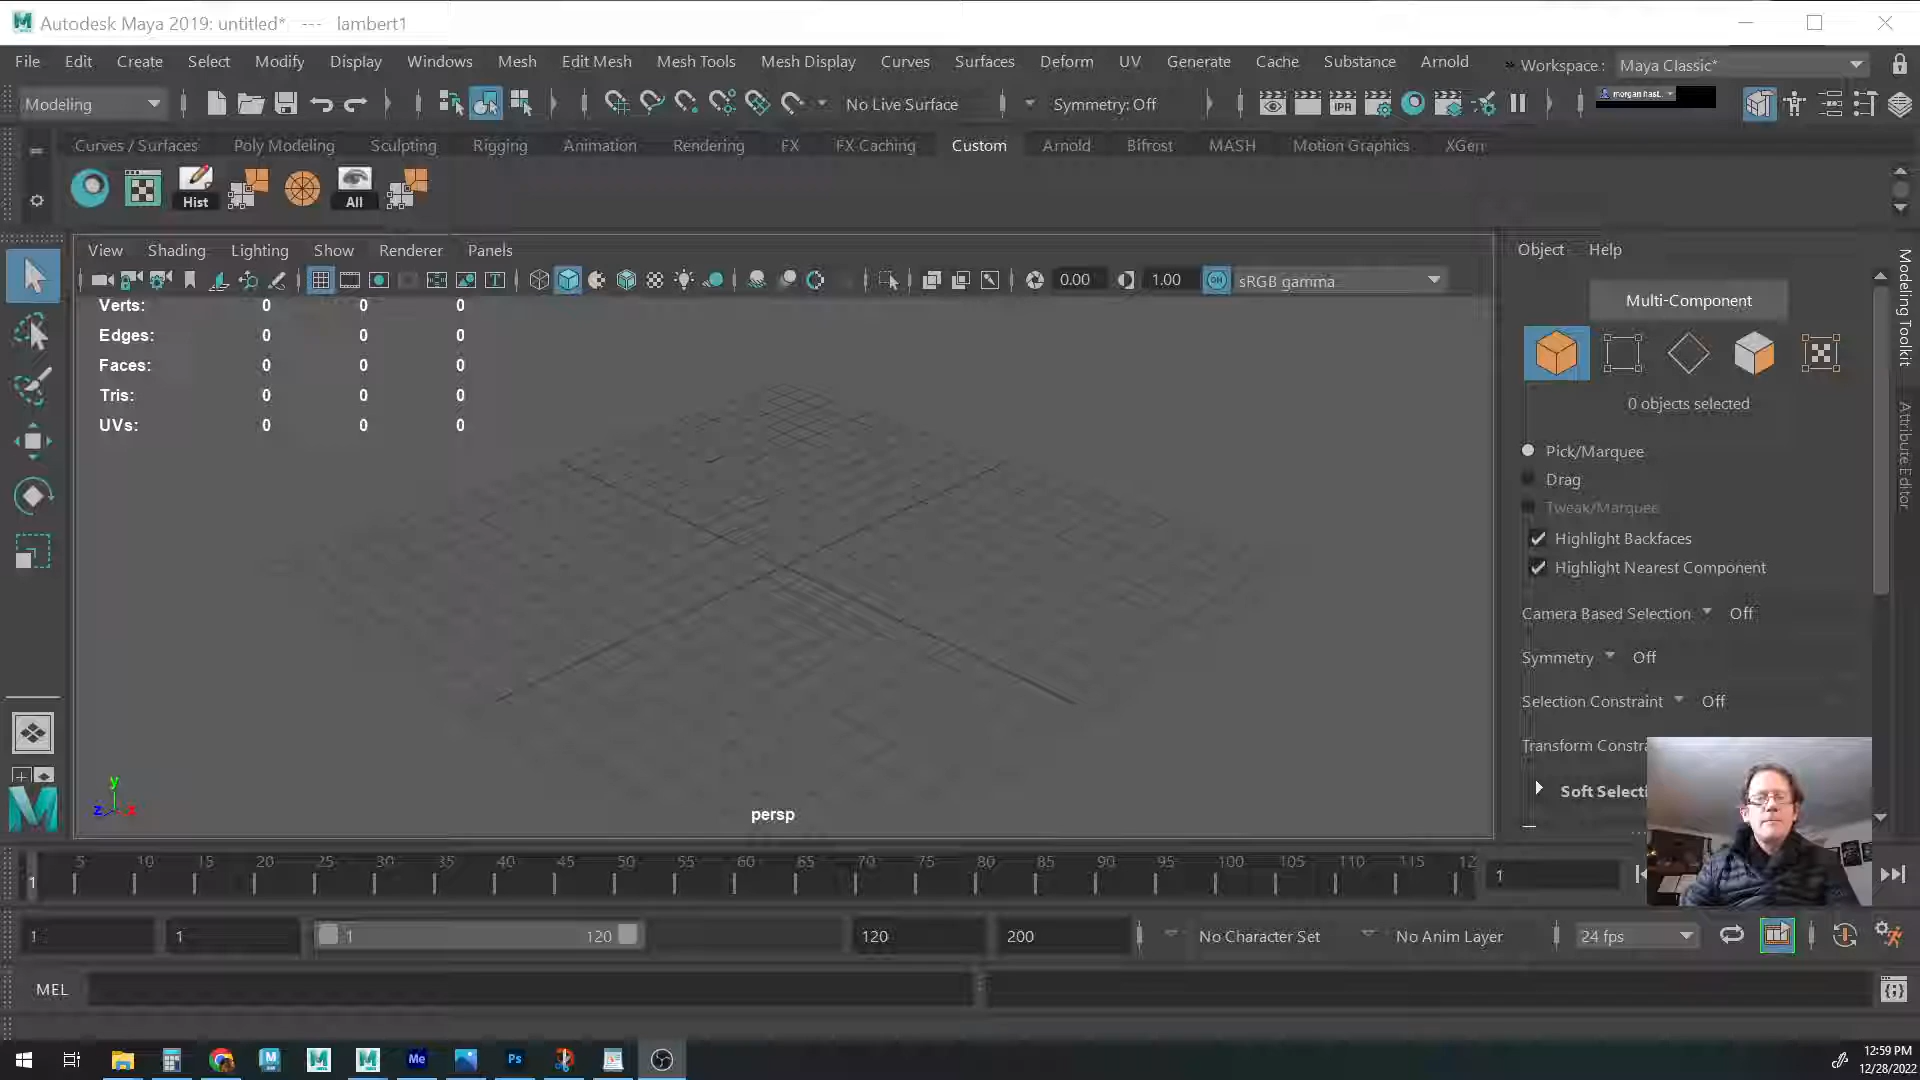 Autodesk Maya 2019: untitled* --- lambert1
File Edit Create Select Modify Display Windows Mesh Edit Mesh Mesh Tools Mesh Display Curves Surfaces Deform UV Generate Cache Substance Arnold » Workspace : Maya Classic*
Modeling No Live Surface Symmetry: Off IPR morgan hast..
Curves / Surfaces Poly Modeling Sculpting Rigging Animation Rendering FX FX Caching Custom Arnold Bifrost MASH Motion Graphics XGen
Hist All
View Shading Lighting Show Renderer Panels
0.00 1.00 sRGB gamma
Verts: 0 0 0
Edges: 0 0 0
Faces: 0 0 0
Tris: 0 0 0
UVs: 0 0 0
y
z x
persp
Object Help
Multi-Component
0 objects selected
Pick/Marquee
Drag
Tweak/Marquee
Highlight Backfaces
Highlight Nearest Component
Camera Based Selection Off
Symmetry Off
Selection Constraint Off
Transform Constra
Soft Selecti
Modeling Toolkit
Attribute Editor
5 10 15 20 25 30 35 40 45 50 55 60 65 70 75 80 85 90 95 100 105 110 115 12
1 1
1 1 1 120 120 200 No Character Set No Anim Layer 24 fps
MEL
Me Ps
12:59 PM
12/28/2022